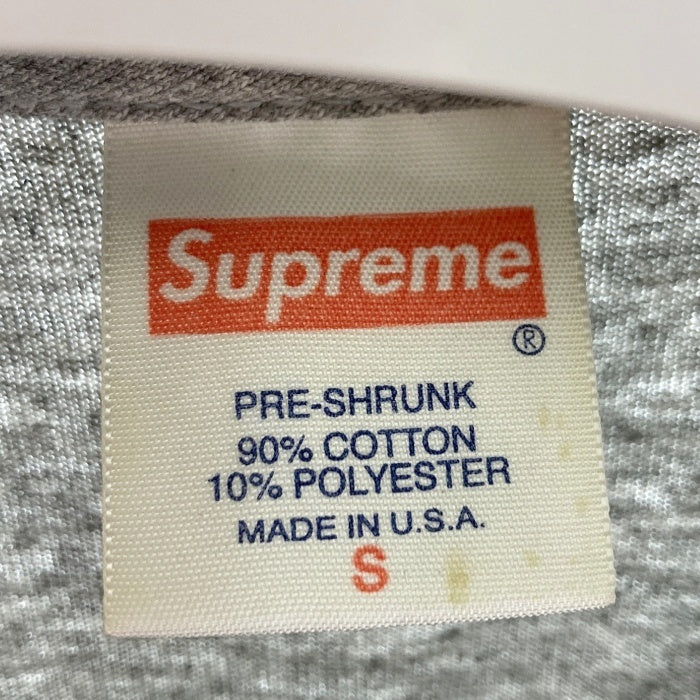 Supreme
®
PRE-SHRUNK
90% COTTON
10% POLYESTER
MADE IN U.S.A.
S